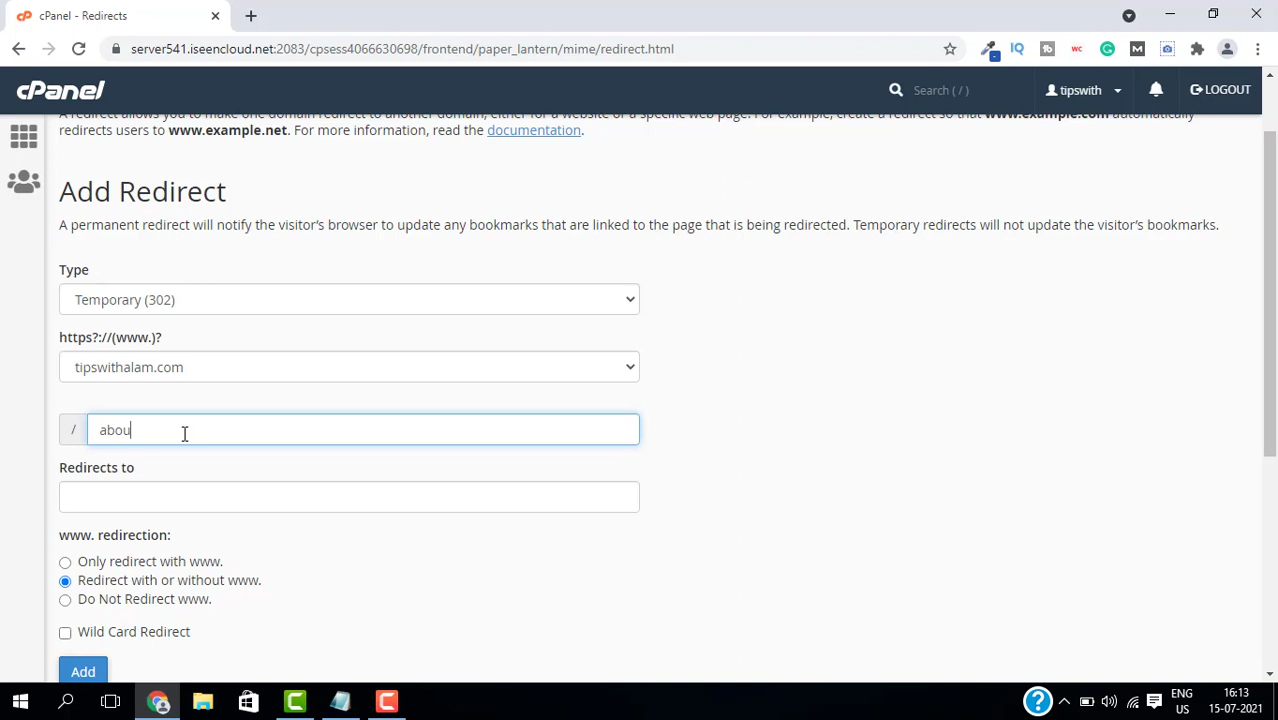 cPanel - Redirects
server541.iseencloud.net:2083/cpsess4066630698/frontend/paper_lantern/mime/redirect.html
cPanel
Search ( / )
tipswith
LOGOUT
A redirect allows you to make one domain redirect to another domain, either for a website or a specific web page. For example, create a redirect so that www.example.com automatically
redirects users to www.example.net. For more information, read the documentation.
Add Redirect
A permanent redirect will notify the visitor's browser to update any bookmarks that are linked to the page that is being redirected. Temporary redirects will not update the visitor's bookmarks.
Type
Temporary (302)
https?://(www.)?
tipswithalam.com
/ abou
Redirects to
www. redirection:
Only redirect with www.
Redirect with or without www.
Do Not Redirect www.
Wild Card Redirect
Add
ENG
US
16:13
15-07-2021